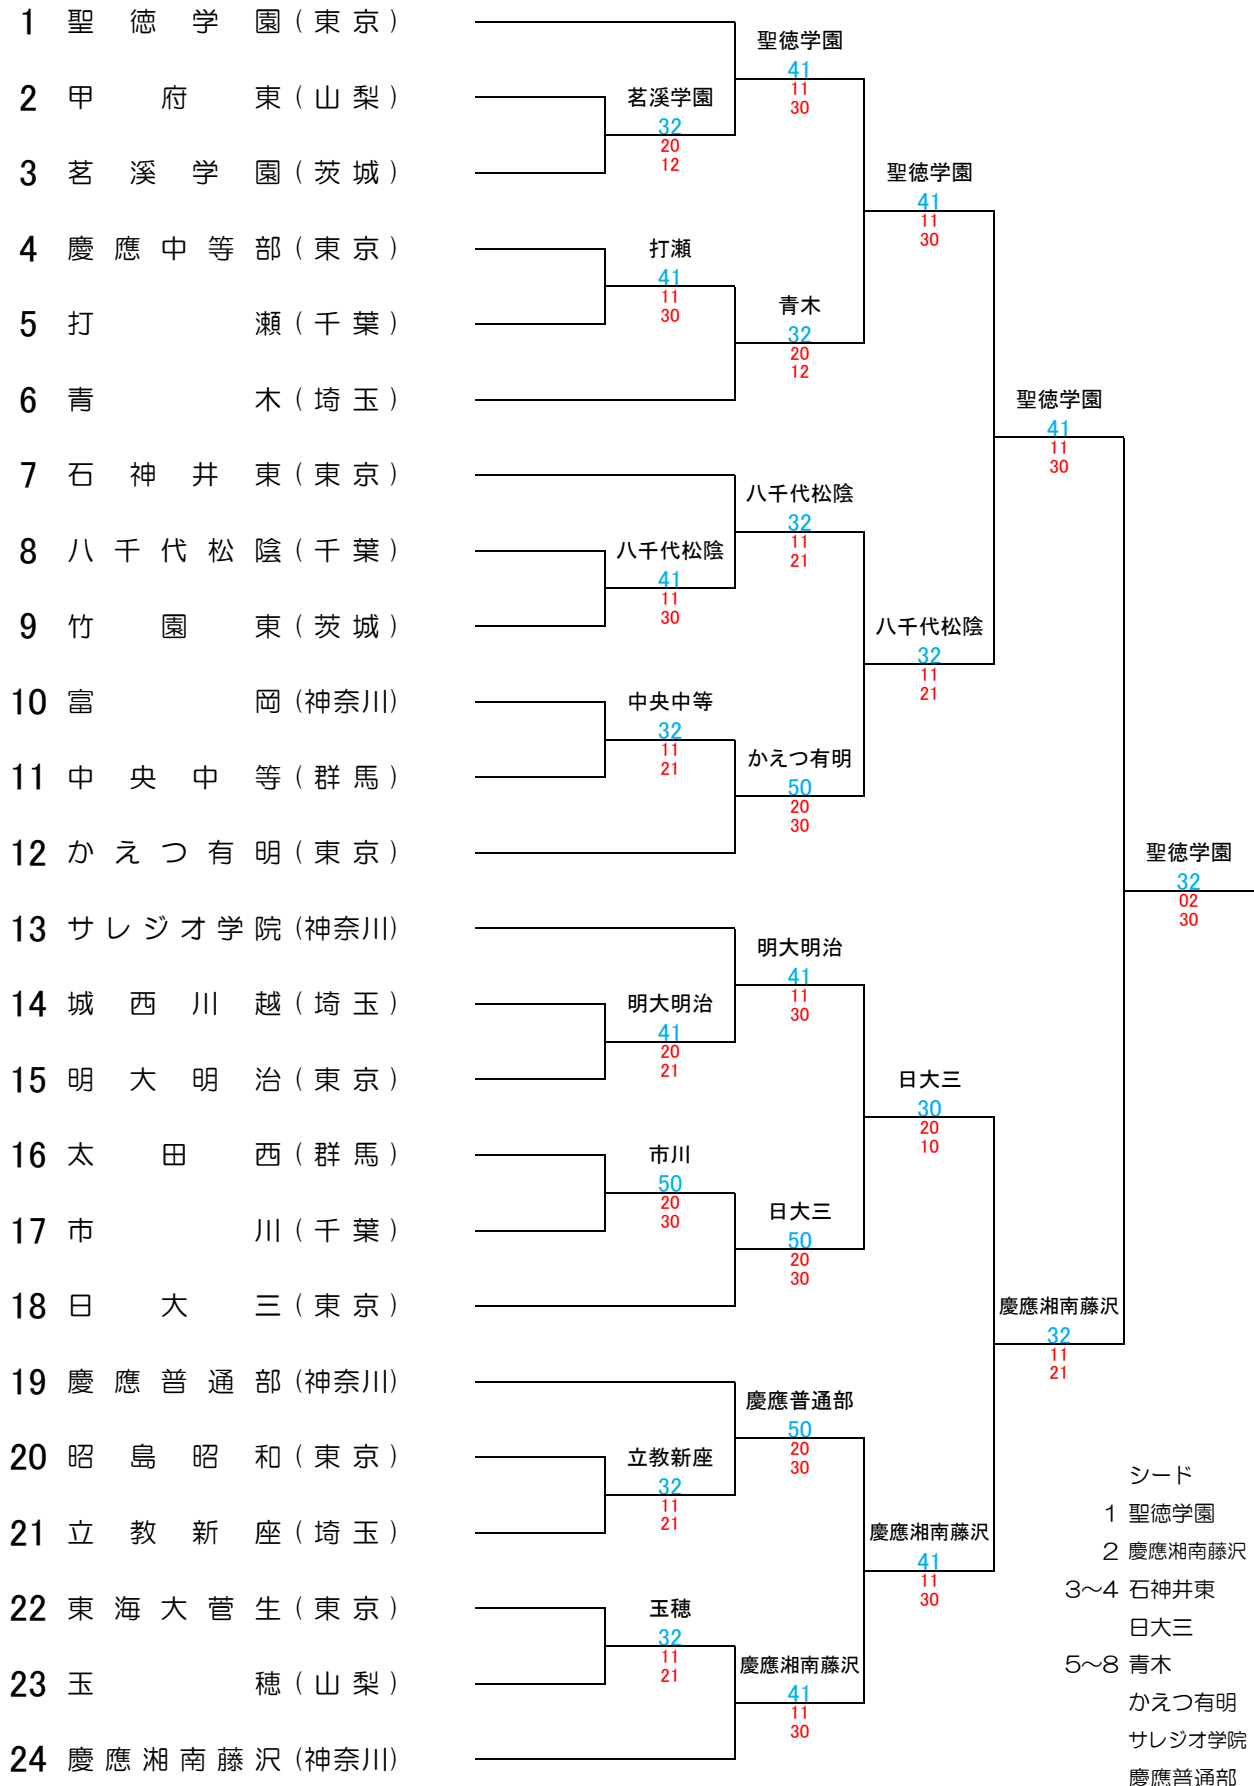 1 聖徳学園(東京)
聖徳学園
41
11
30
2 甲府東(山梨)
茗溪学園
32
20
12
3 茗溪学園(茨城)
聖徳学園
41
11
30
4 慶應中等部(東京)
打瀬
41
11
30
5 打瀬(千葉)
青木
32
20
12
6 青木(埼玉)
聖徳学園
41
11
30
7 石神井東(東京)
八千代松陰
32
11
21
8 八千代松陰(千葉)
八千代松陰
41
11
30
9 竹園東(茨城)
八千代松陰
32
11
21
10 富岡(神奈川)
中央中等
32
11
21
11 中央中等(群馬)
かえつ有明
50
20
30
12 かえつ有明(東京)
聖徳学園
32
02
30
13 サレジオ学院(神奈川)
明大明治
41
11
30
14 城西川越(埼玉)
明大明治
41
20
21
15 明大明治(東京)
日大三
30
20
10
16 太田西(群馬)
市川
50
20
30
17 市川(千葉)
日大三
50
20
30
18 日大三(東京)
慶應湘南藤沢
32
11
21
19 慶應普通部(神奈川)
慶應普通部
50
20
30
20 昭島昭和(東京)
立教新座
32
11
21
21 立教新座(埼玉)
慶應湘南藤沢
41
11
30
22 東海大菅生(東京)
玉穂
32
11
21
23 玉穂(山梨)
慶應湘南藤沢
41
11
30
24 慶應湘南藤沢(神奈川)
シード
1 聖徳学園
2 慶應湘南藤沢
3～4 石神井東
日大三
5～8 青木
かえつ有明
サレジオ学院
慶應普通部